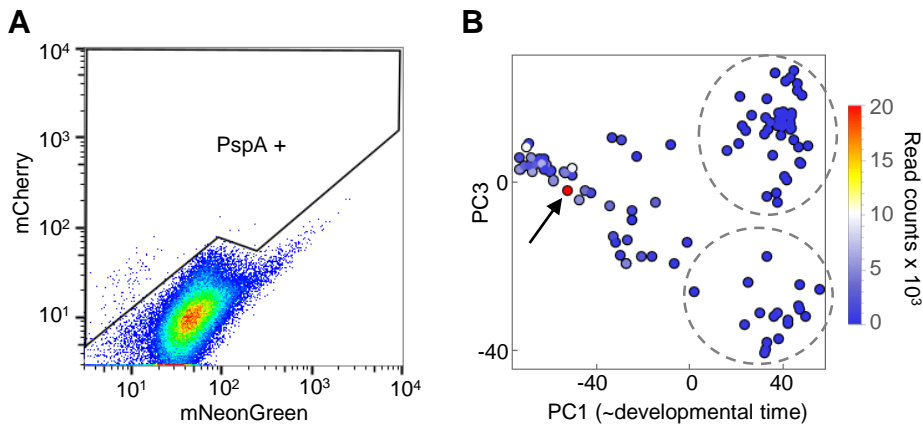 A
mCherry
10⁴
10³
10²
10¹
PspA +
10¹ 10² 10³ 10⁴
mNeonGreen
B
PC3
0
-40
-40 0 40
PC1 (~developmental time)
20
15
10
5
0
Read counts x 10³